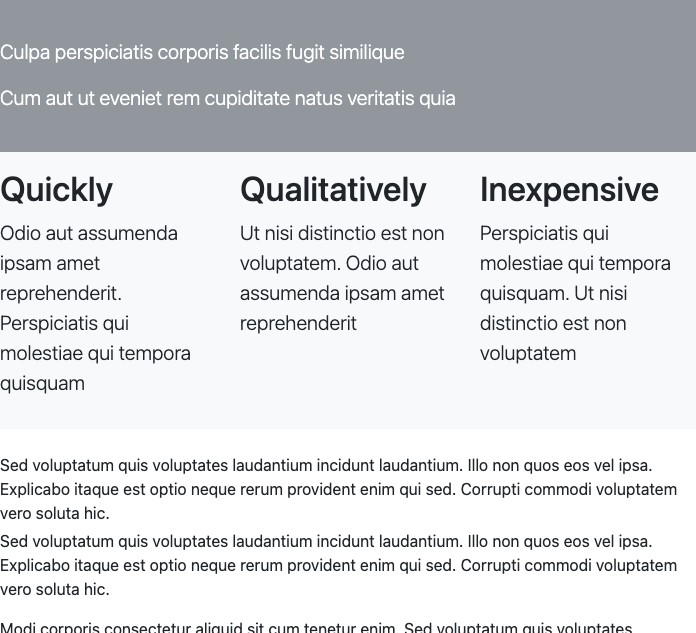 Culpa perspiciatis corporis facilis fugit similique
Cum aut ut eveniet rem cupiditate natus veritatis quia
Quickly
Odio aut assumenda
ipsam amet
reprehenderit.
Perspiciatis qui
molestiae qui tempora
quisquam
Qualitatively
Ut nisi distinctio est non
voluptatem. Odio aut
assumenda ipsam amet
reprehenderit
Inexpensive
Perspiciatis qui
molestiae qui tempora
quisquam. Ut nisi
distinctio est non
voluptatem
Sed voluptatum quis voluptates laudantium incidunt laudantium. Illo non quos eos vel ipsa.
Explicabo itaque est optio neque rerum provident enim qui sed. Corrupti commodi voluptatem
vero soluta hic.
Sed voluptatum quis voluptates laudantium incidunt laudantium. Illo non quos eos vel ipsa.
Explicabo itaque est optio neque rerum provident enim qui sed. Corrupti commodi voluptatem
vero soluta hic.
Modi corporis consectetur aliquid sit cum tenetur enim. Sed voluptatum quis voluptates